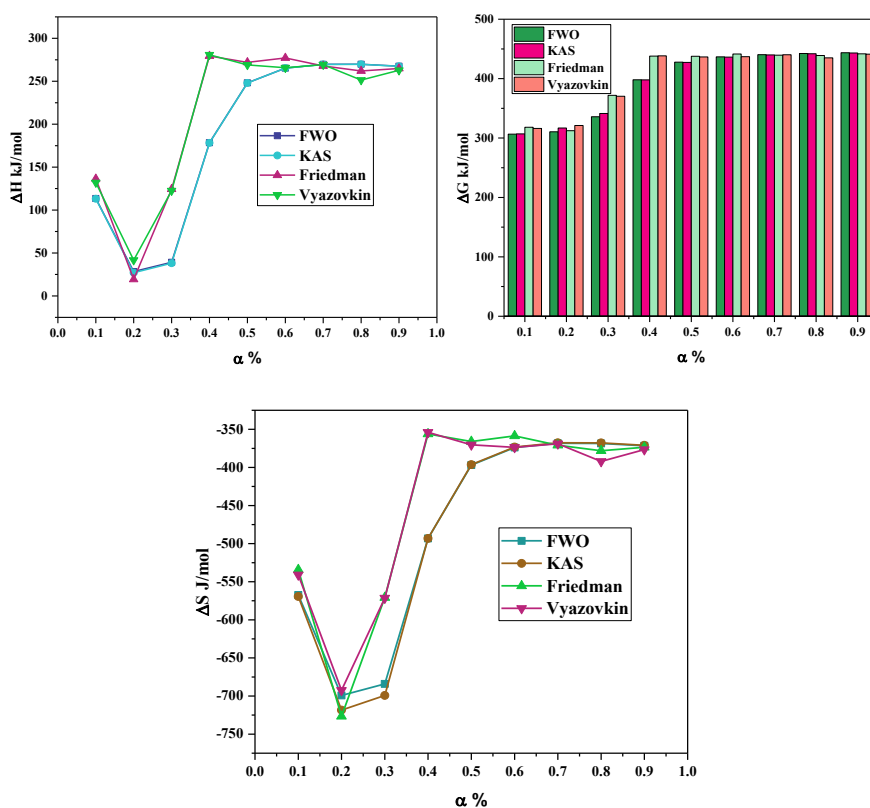 300
250
200
150
100
50
0
ΔH kJ/mol
FWO
KAS
Friedman
Vyazovkin
0.0 0.1 0.2 0.3 0.4 0.5 0.6 0.7 0.8 0.9 1.0
α %
500
400
300
200
100
0
ΔG kJ/mol
FWO
KAS
Friedman
Vyazovkin
0.1 0.2 0.3 0.4 0.5 0.6 0.7 0.8 0.9
α %
-350
-400
-450
-500
-550
-600
-650
-700
-750
ΔS J/mol
FWO
KAS
Friedman
Vyazovkin
0.0 0.1 0.2 0.3 0.4 0.5 0.6 0.7 0.8 0.9 1.0
α %